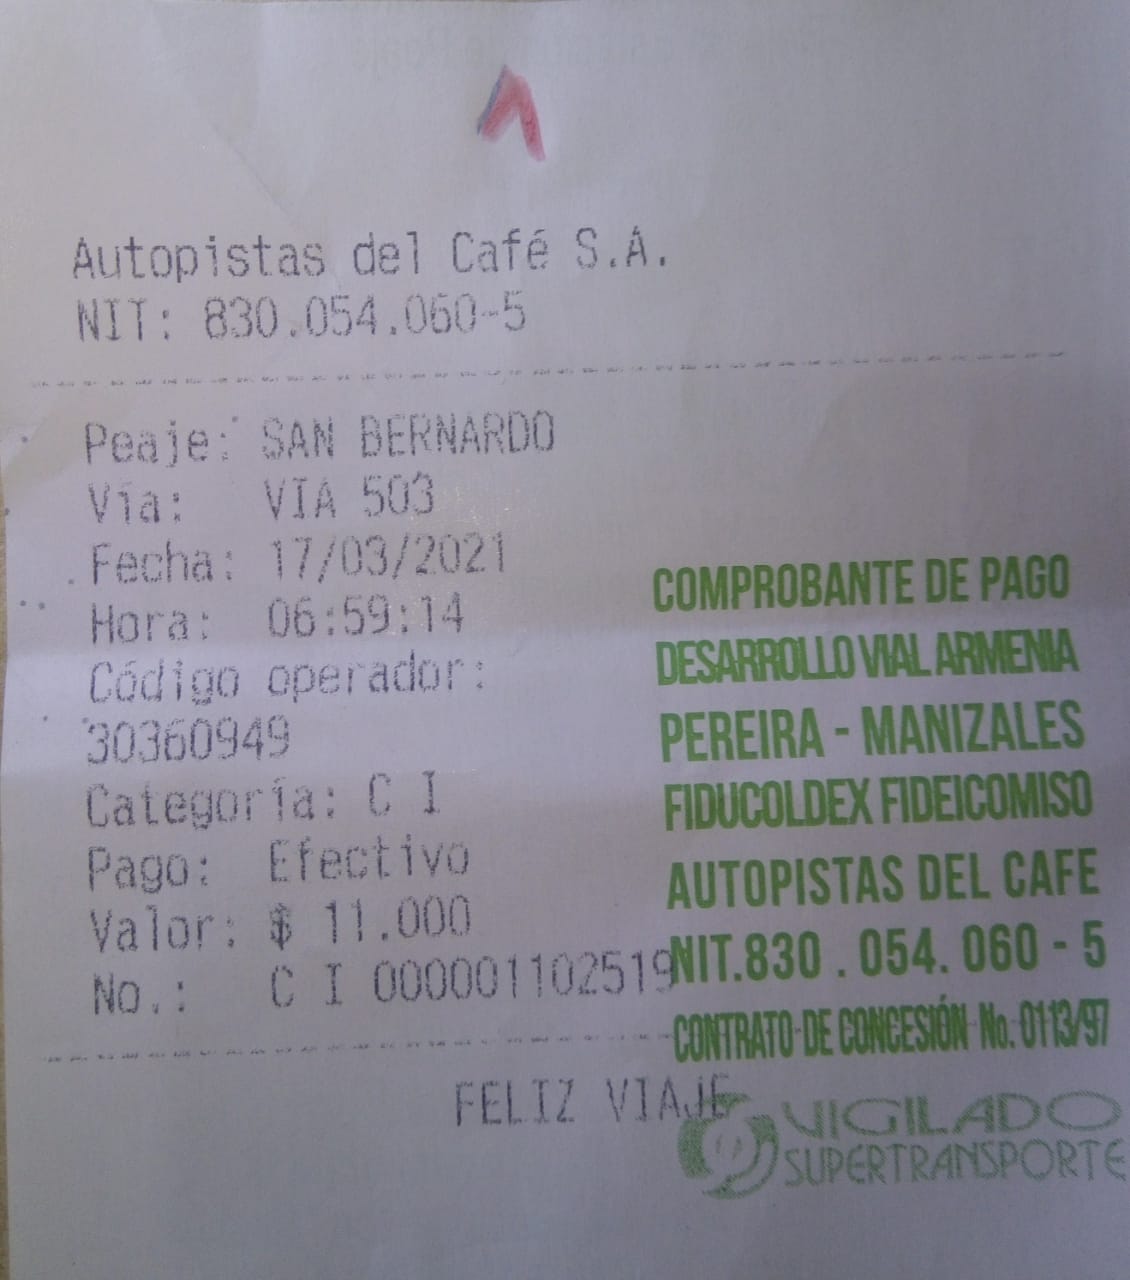 Autopistas del Café S.A.
NIT: 830.054.060-5
Peaje: SAN BERNARDO
Vía: VIA 503
Fecha: 17/03/2021
Hora: 06:59:14
Código operador:
30360949
Categoría: C I
Pago: Efectivo
Valor: $ 11.000
No.: C I 000001102519
FELIZ VIAJE
COMPROBANTE DE PAGO
DESARROLLO VIAL ARMENIA
PEREIRA - MANIZALES
FIDUCOLDEX FIDEICOMISO
AUTOPISTAS DEL CAFE
NIT.830 . 054. 060 - 5
CONTRATO DE CONCESIÓN No. 0113/97
VIGILADO
SUPERTRANSPORTE